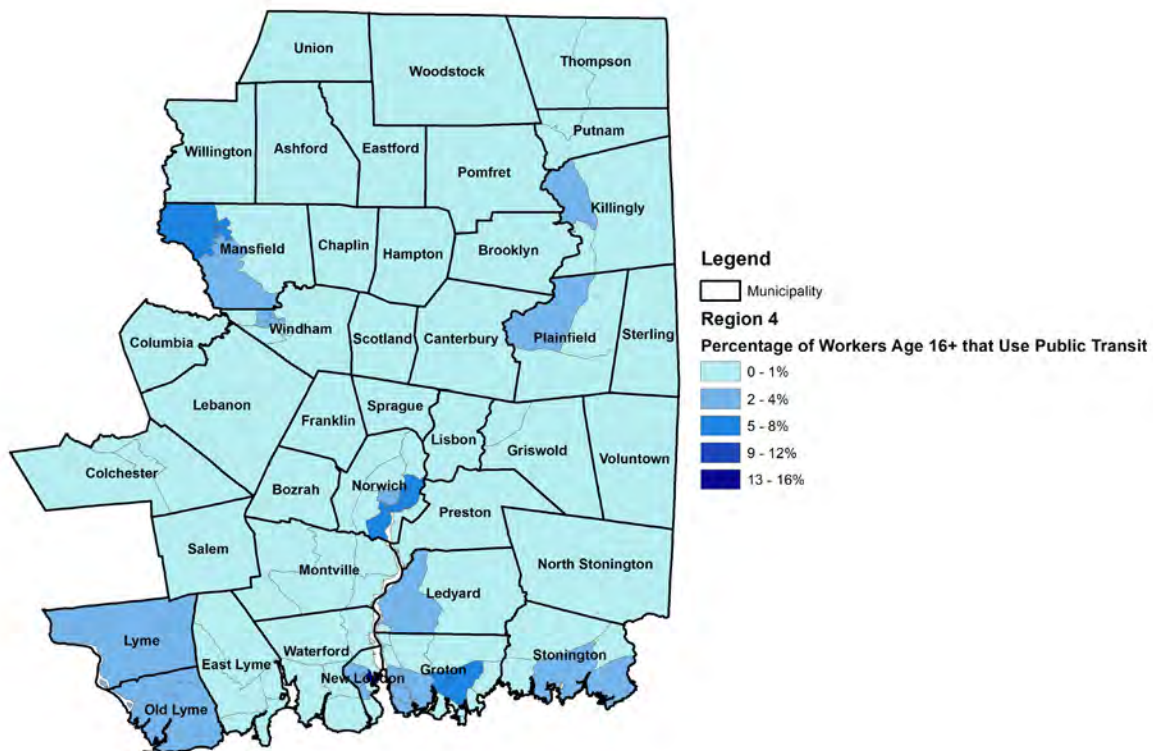 Union
Woodstock
Thompson
Putnam
Willington
Ashford
Eastford
Pomfret
Killingly
Mansfield
Chaplin
Hampton
Brooklyn
Windham
Scotland
Canterbury
Plainfield
Sterling
Columbia
Lebanon
Franklin
Sprague
Lisbon
Griswold
Voluntown
Colchester
Bozrah
Norwich
Preston
Salem
Montville
Ledyard
North Stonington
Lyme
East Lyme
Waterford
New London
Groton
Stonington
Old Lyme
Legend
Municipality
Region 4
Percentage of Workers Age 16+ that Use Public Transit
0 - 1%
2 - 4%
5 - 8%
9 - 12%
13 - 16%